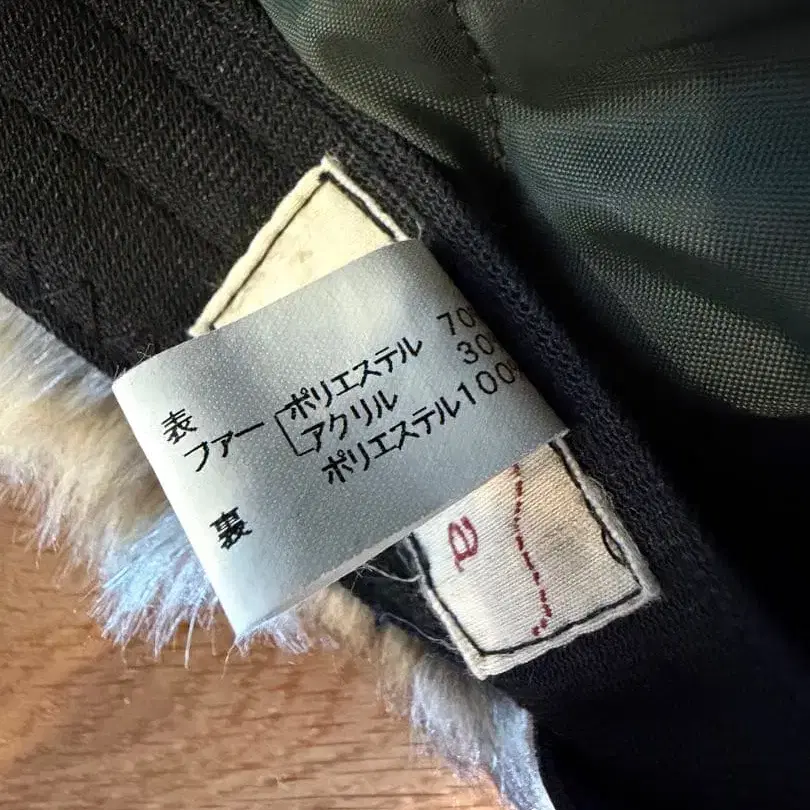 表
ファー ポリエステル 70
アクリル 30
裏 ポリエステル100%